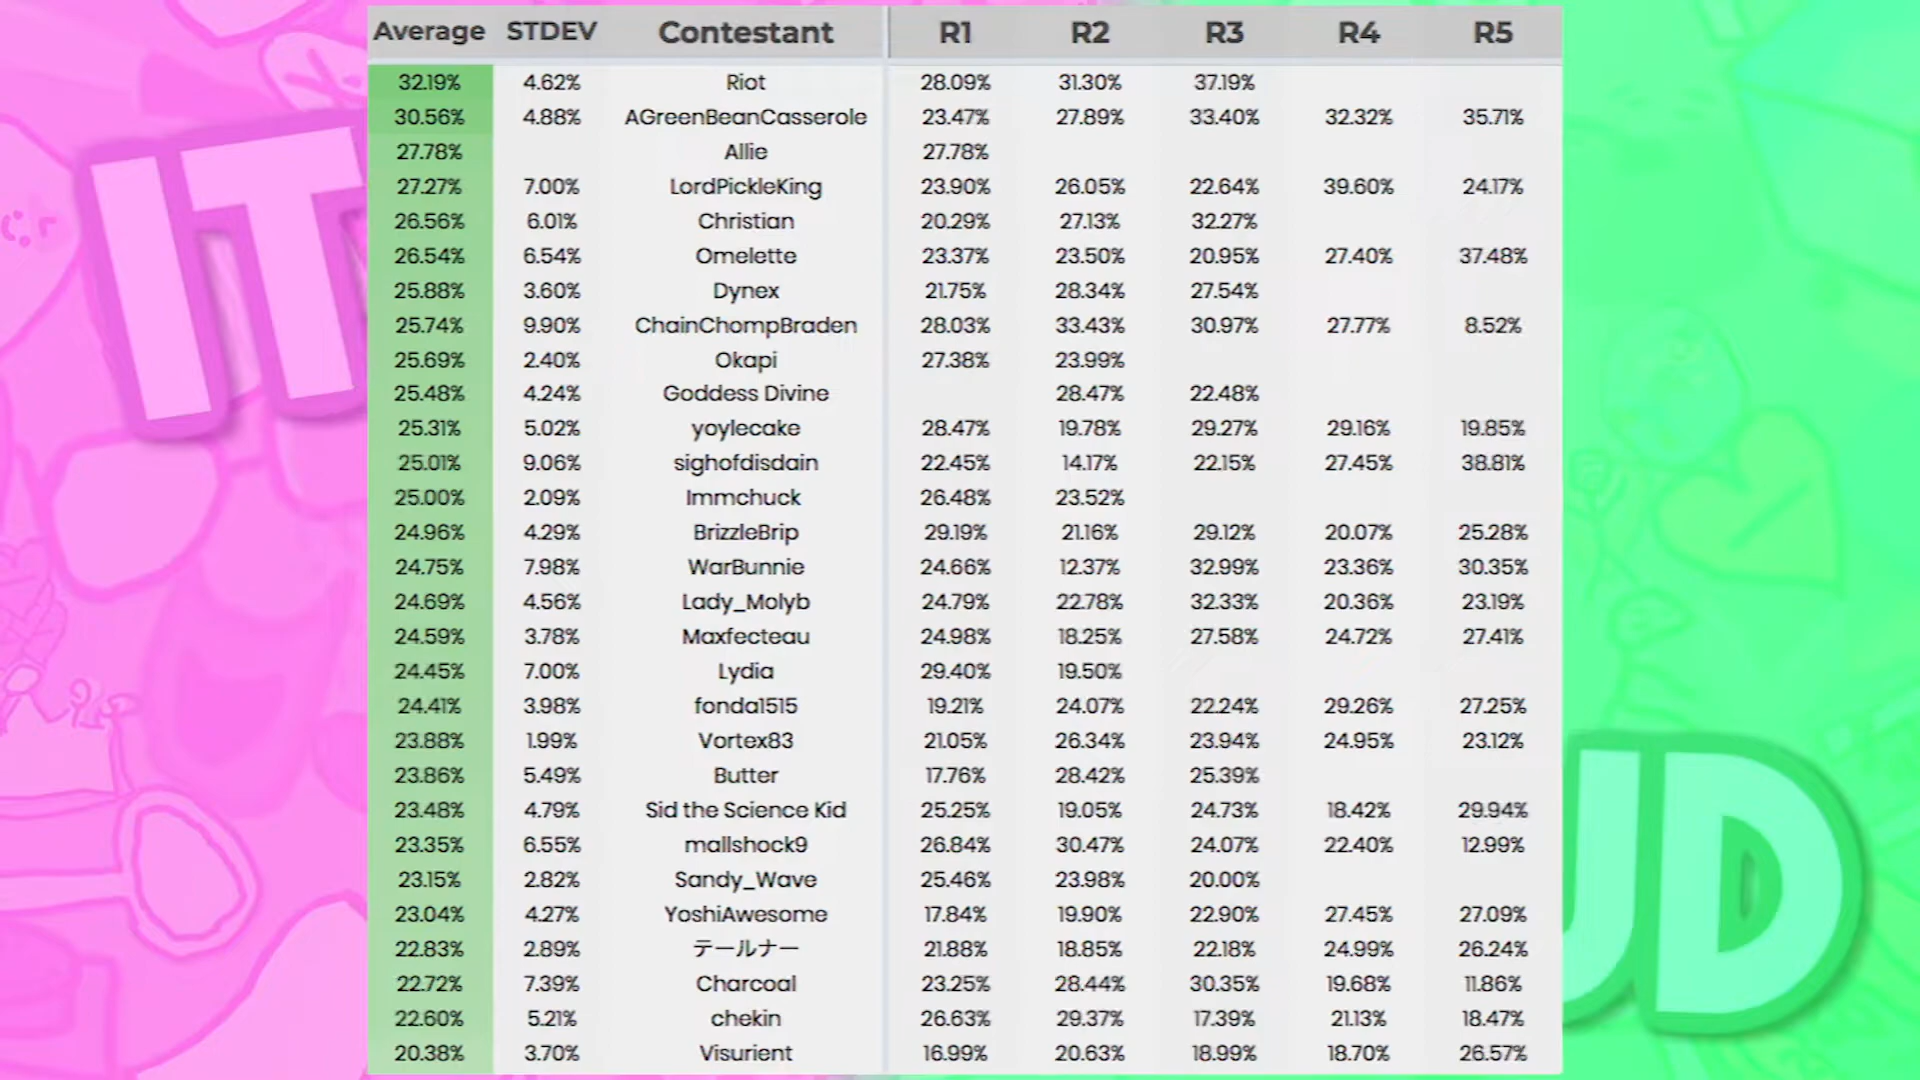 IT
UD
Average STDEV Contestant R1 R2 R3 R4 R5
32.19% 4.62% Riot 28.09% 31.30% 37.19%
30.56% 4.88% AGreenBeanCasserole 23.47% 27.89% 33.40% 32.32% 35.71%
27.78% Allie 27.78%
27.27% 7.00% LordPickleKing 23.90% 26.05% 22.64% 39.60% 24.17%
26.56% 6.01% Christian 20.29% 27.13% 32.27%
26.54% 6.54% Omelette 23.37% 23.50% 20.95% 27.40% 37.48%
25.88% 3.60% Dynex 21.75% 28.34% 27.54%
25.74% 9.90% ChainChompBraden 28.03% 33.43% 30.97% 27.77% 8.52%
25.69% 2.40% Okapi 27.38% 23.99%
25.48% 4.24% Goddess Divine 28.47% 22.48%
25.31% 5.02% yoylecake 28.47% 19.78% 29.27% 29.16% 19.85%
25.01% 9.06% sighofdisdain 22.45% 14.17% 22.15% 27.45% 38.81%
25.00% 2.09% Immchuck 26.48% 23.52%
24.96% 4.29% BrizzleBrip 29.19% 21.16% 29.12% 20.07% 25.28%
24.75% 7.98% WarBunnie 24.66% 12.37% 32.99% 23.36% 30.35%
24.69% 4.56% Lady_Molyb 24.79% 22.78% 32.33% 20.36% 23.19%
24.59% 3.78% Maxfecteau 24.98% 18.25% 27.58% 24.72% 27.41%
24.45% 7.00% Lydia 29.40% 19.50%
24.41% 3.98% fonda1515 19.21% 24.07% 22.24% 29.26% 27.25%
23.88% 1.99% Vortex83 21.05% 26.34% 23.94% 24.95% 23.12%
23.86% 5.49% Butter 17.76% 28.42% 25.39%
23.48% 4.79% Sid the Science Kid 25.25% 19.05% 24.73% 18.42% 29.94%
23.35% 6.55% mallshock9 26.84% 30.47% 24.07% 22.40% 12.99%
23.15% 2.82% Sandy_Wave 25.46% 23.98% 20.00%
23.04% 4.27% YoshiAwesome 17.84% 19.90% 22.90% 27.45% 27.09%
22.83% 2.89% テールナー 21.88% 18.85% 22.18% 24.99% 26.24%
22.72% 7.39% Charcoal 23.25% 28.44% 30.35% 19.68% 11.86%
22.60% 5.21% chekin 26.63% 29.37% 17.39% 21.13% 18.47%
20.38% 3.70% Visurient 16.99% 20.63% 18.99% 18.70% 26.57%